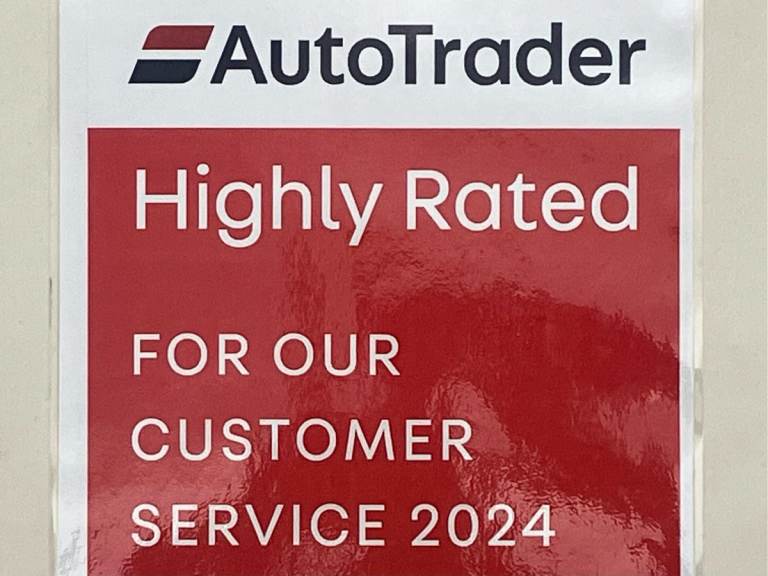 AutoTrader
Highly Rated
FOR OUR
CUSTOMER
SERVICE 2024